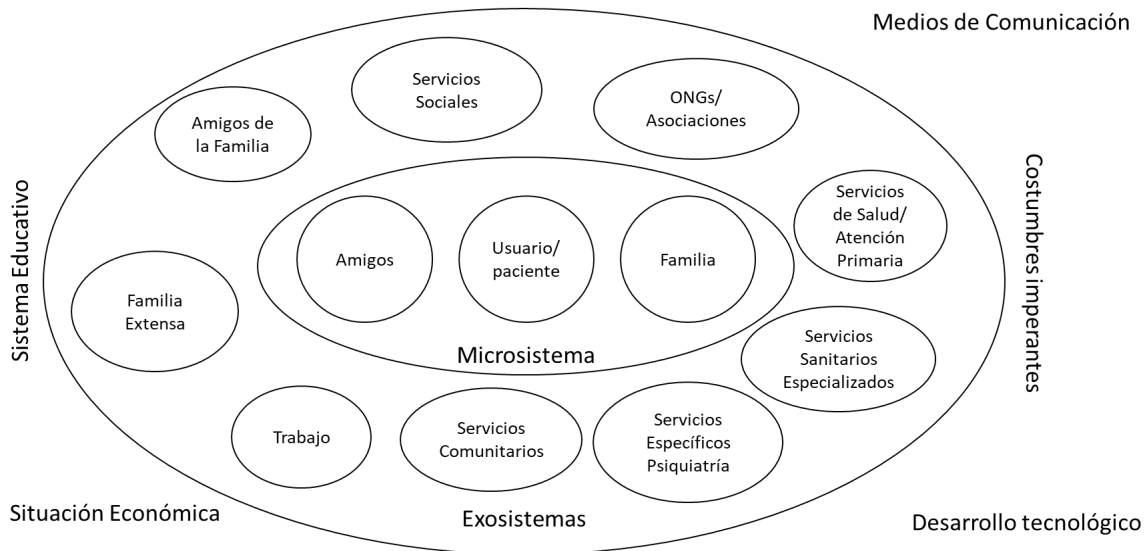 Medios de Comunicación
Servicios
Sociales
ONGs/
Asociaciones
Amigos de
la Familia
Sistema Educativo
Costumbres imperantes
Servicios
de Salud/
Atención
Primaria
Amigos
Usuario/
paciente
Familia
Familia
Extensa
Microsistema
Servicios
Sanitarios
Especializados
Trabajo
Servicios
Comunitarios
Servicios
Específicos
Psiquiatría
Situación Económica
Exosistemas
Desarrollo tecnológico